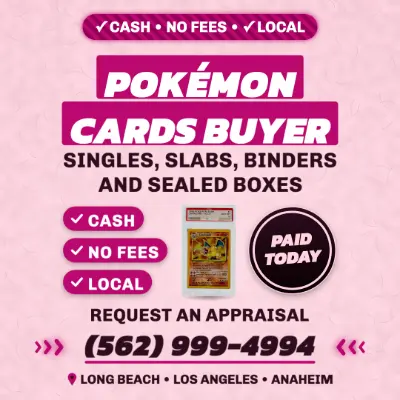 ✓CASH • NO FEES • ✓LOCAL
POKÉMON
CARDS BUYER
SINGLES, SLABS, BINDERS
AND SEALED BOXES
✓ CASH
✓ NO FEES
✓ LOCAL
PAID
TODAY
REQUEST AN APPRAISAL
(562) 999-4994
LONG BEACH • LOS ANGELES • ANAHEIM